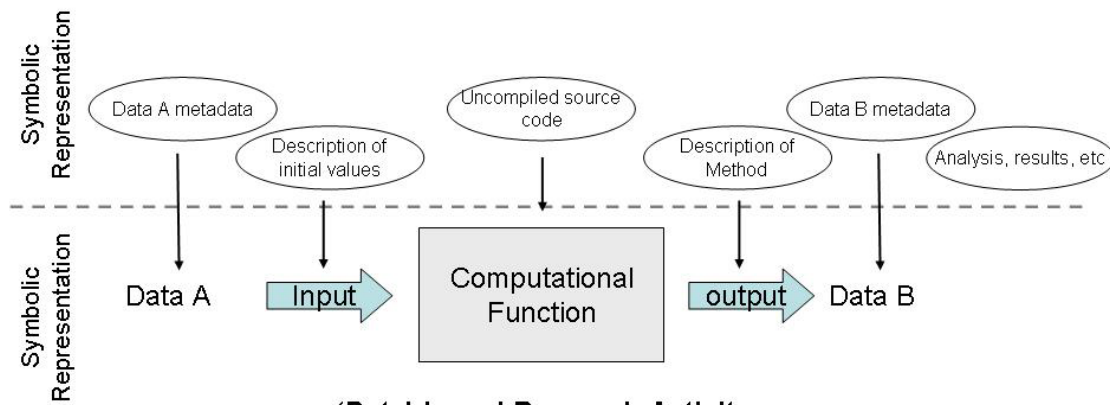 Symbolic
Representation
Data A metadata
Description of
initial values
Uncompiled source
code
Description of
Method
Data B metadata
Analysis, results, etc
Symbolic
Representation
Data A
Input
Computational
Function
output
Data B